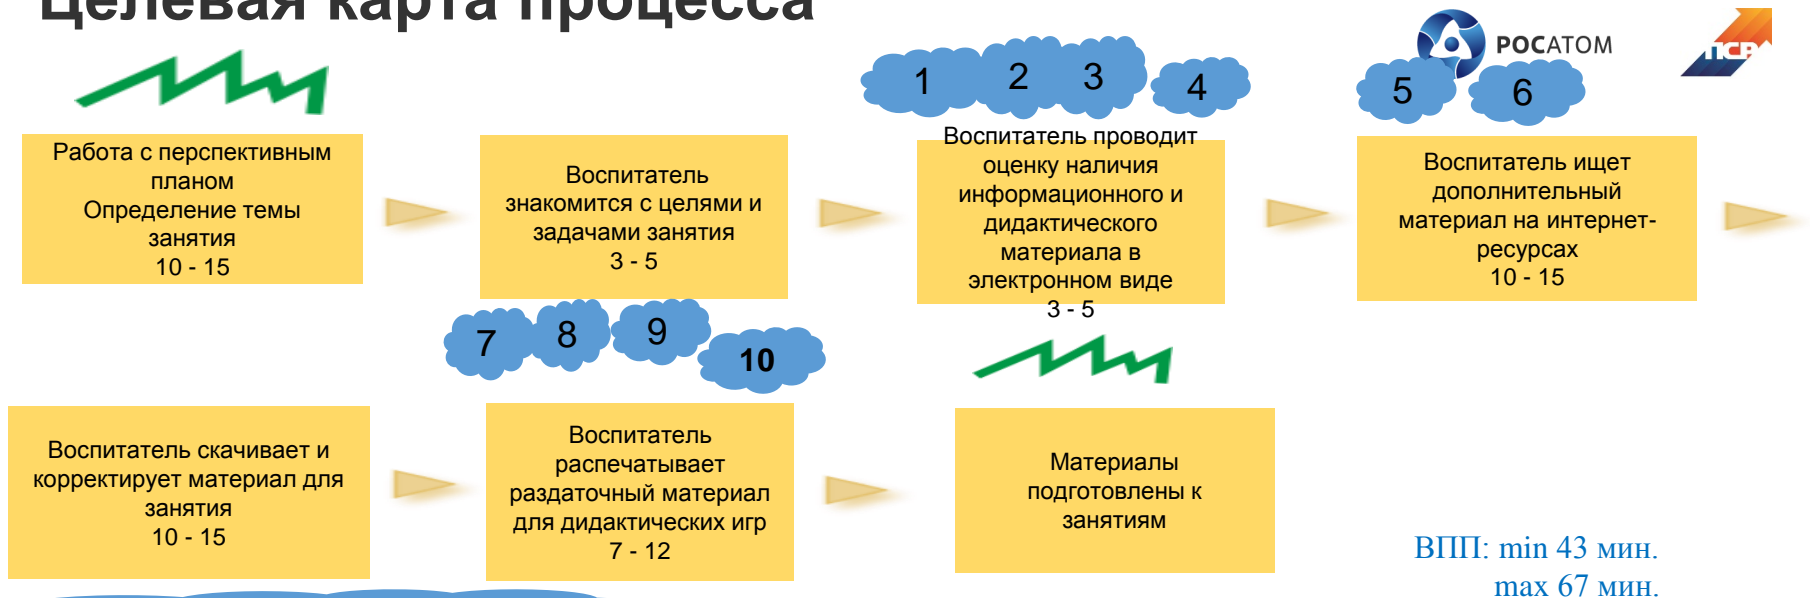 Целевая карта процесса
РОСАТОМ
ПСР
1
2
3
4
5
6
Работа с перспективным
планом
Определение темы
занятия
10 - 15
Воспитатель
знакомится с целями и
задачами занятия
3 - 5
Воспитатель проводит
оценку наличия
информационного и
дидактического
материала в
электронном виде
3 - 5
Воспитатель ищет
дополнительный
материал на интернет-
ресурсах
10 - 15
7
8
9
10
Воспитатель скачивает и
корректирует материал для
занятия
10 - 15
Воспитатель
распечатывает
раздаточный материал
для дидактических игр
7 - 12
Материалы
подготовлены к
занятиям
ВПП: min 43 мин.
max 67 мин.